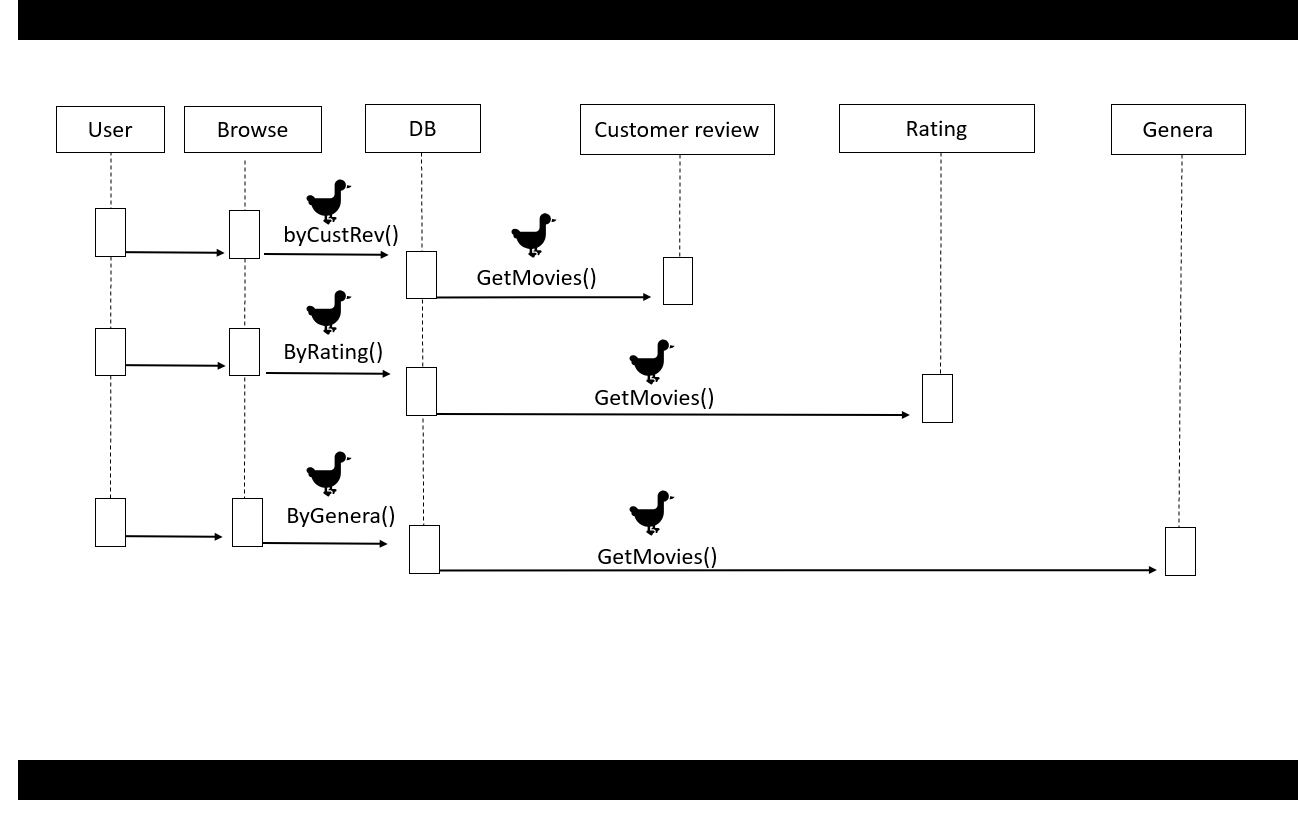 User
Browse
DB
Customer review
Rating
Genera
byCustRev()
GetMovies()
ByRating()
GetMovies()
ByGenera()
GetMovies()